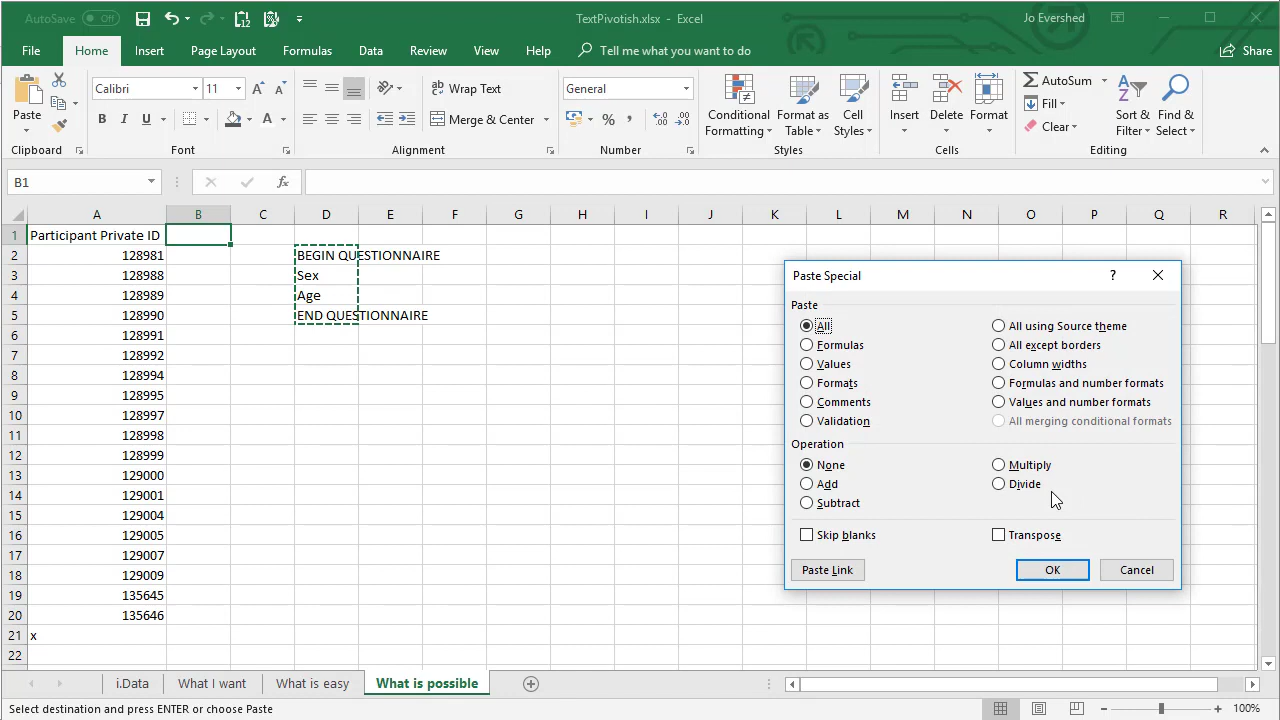 AutoSave Off TextPivotish.xlsx - Excel Jo Evershed
File Home Insert Page Layout Formulas Data Review View Help Tell me what you want to do Share
Paste
Clipboard
Calibri 11
B I U
Font
Wrap Text
Merge & Center
Alignment
General
Number
Conditional Formatting
Format as Table
Cell Styles
Styles
Insert Delete Format
Cells
AutoSum
Fill
Clear
Sort & Filter
Find & Select
Editing
B1 fx
A B C D E F G H I J K L M N O P Q R
1 Participant Private ID
2 128981 BEGIN QUESTIONNAIRE
3 128988 Sex
4 128989 Age
5 128990 END QUESTIONNAIRE
6 128991
7 128992
8 128994
9 128995
10 128997
11 128998
12 128999
13 129000
14 129001
15 129004
16 129005
17 129007
18 129009
19 135645
20 135646
21 x
22
Paste Special ?
Paste
All All using Source theme
Formulas All except borders
Values Column widths
Formats Formulas and number formats
Comments Values and number formats
Validation All merging conditional formats
Operation
None Multiply
Add Divide
Subtract
Skip blanks Transpose
Paste Link OK Cancel
i.Data What I want What is easy What is possible
Select destination and press ENTER or choose Paste 100%